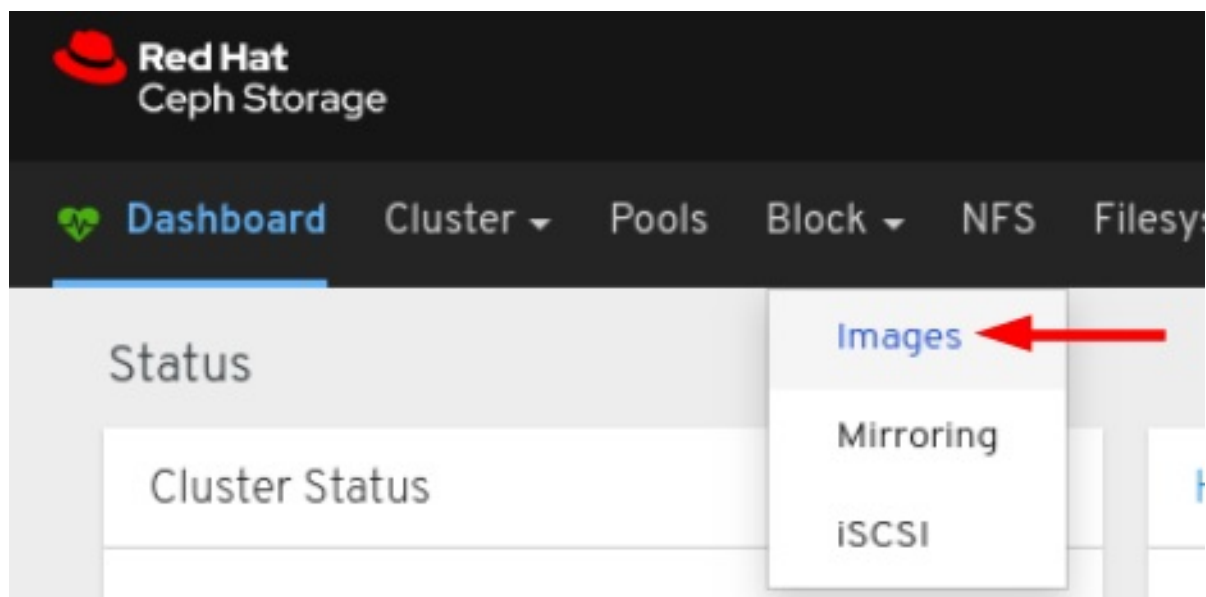 Red Hat
Ceph Storage
Dashboard Cluster Pools Block NFS
Images
Status
Mirroring
Cluster Status
iSCSI